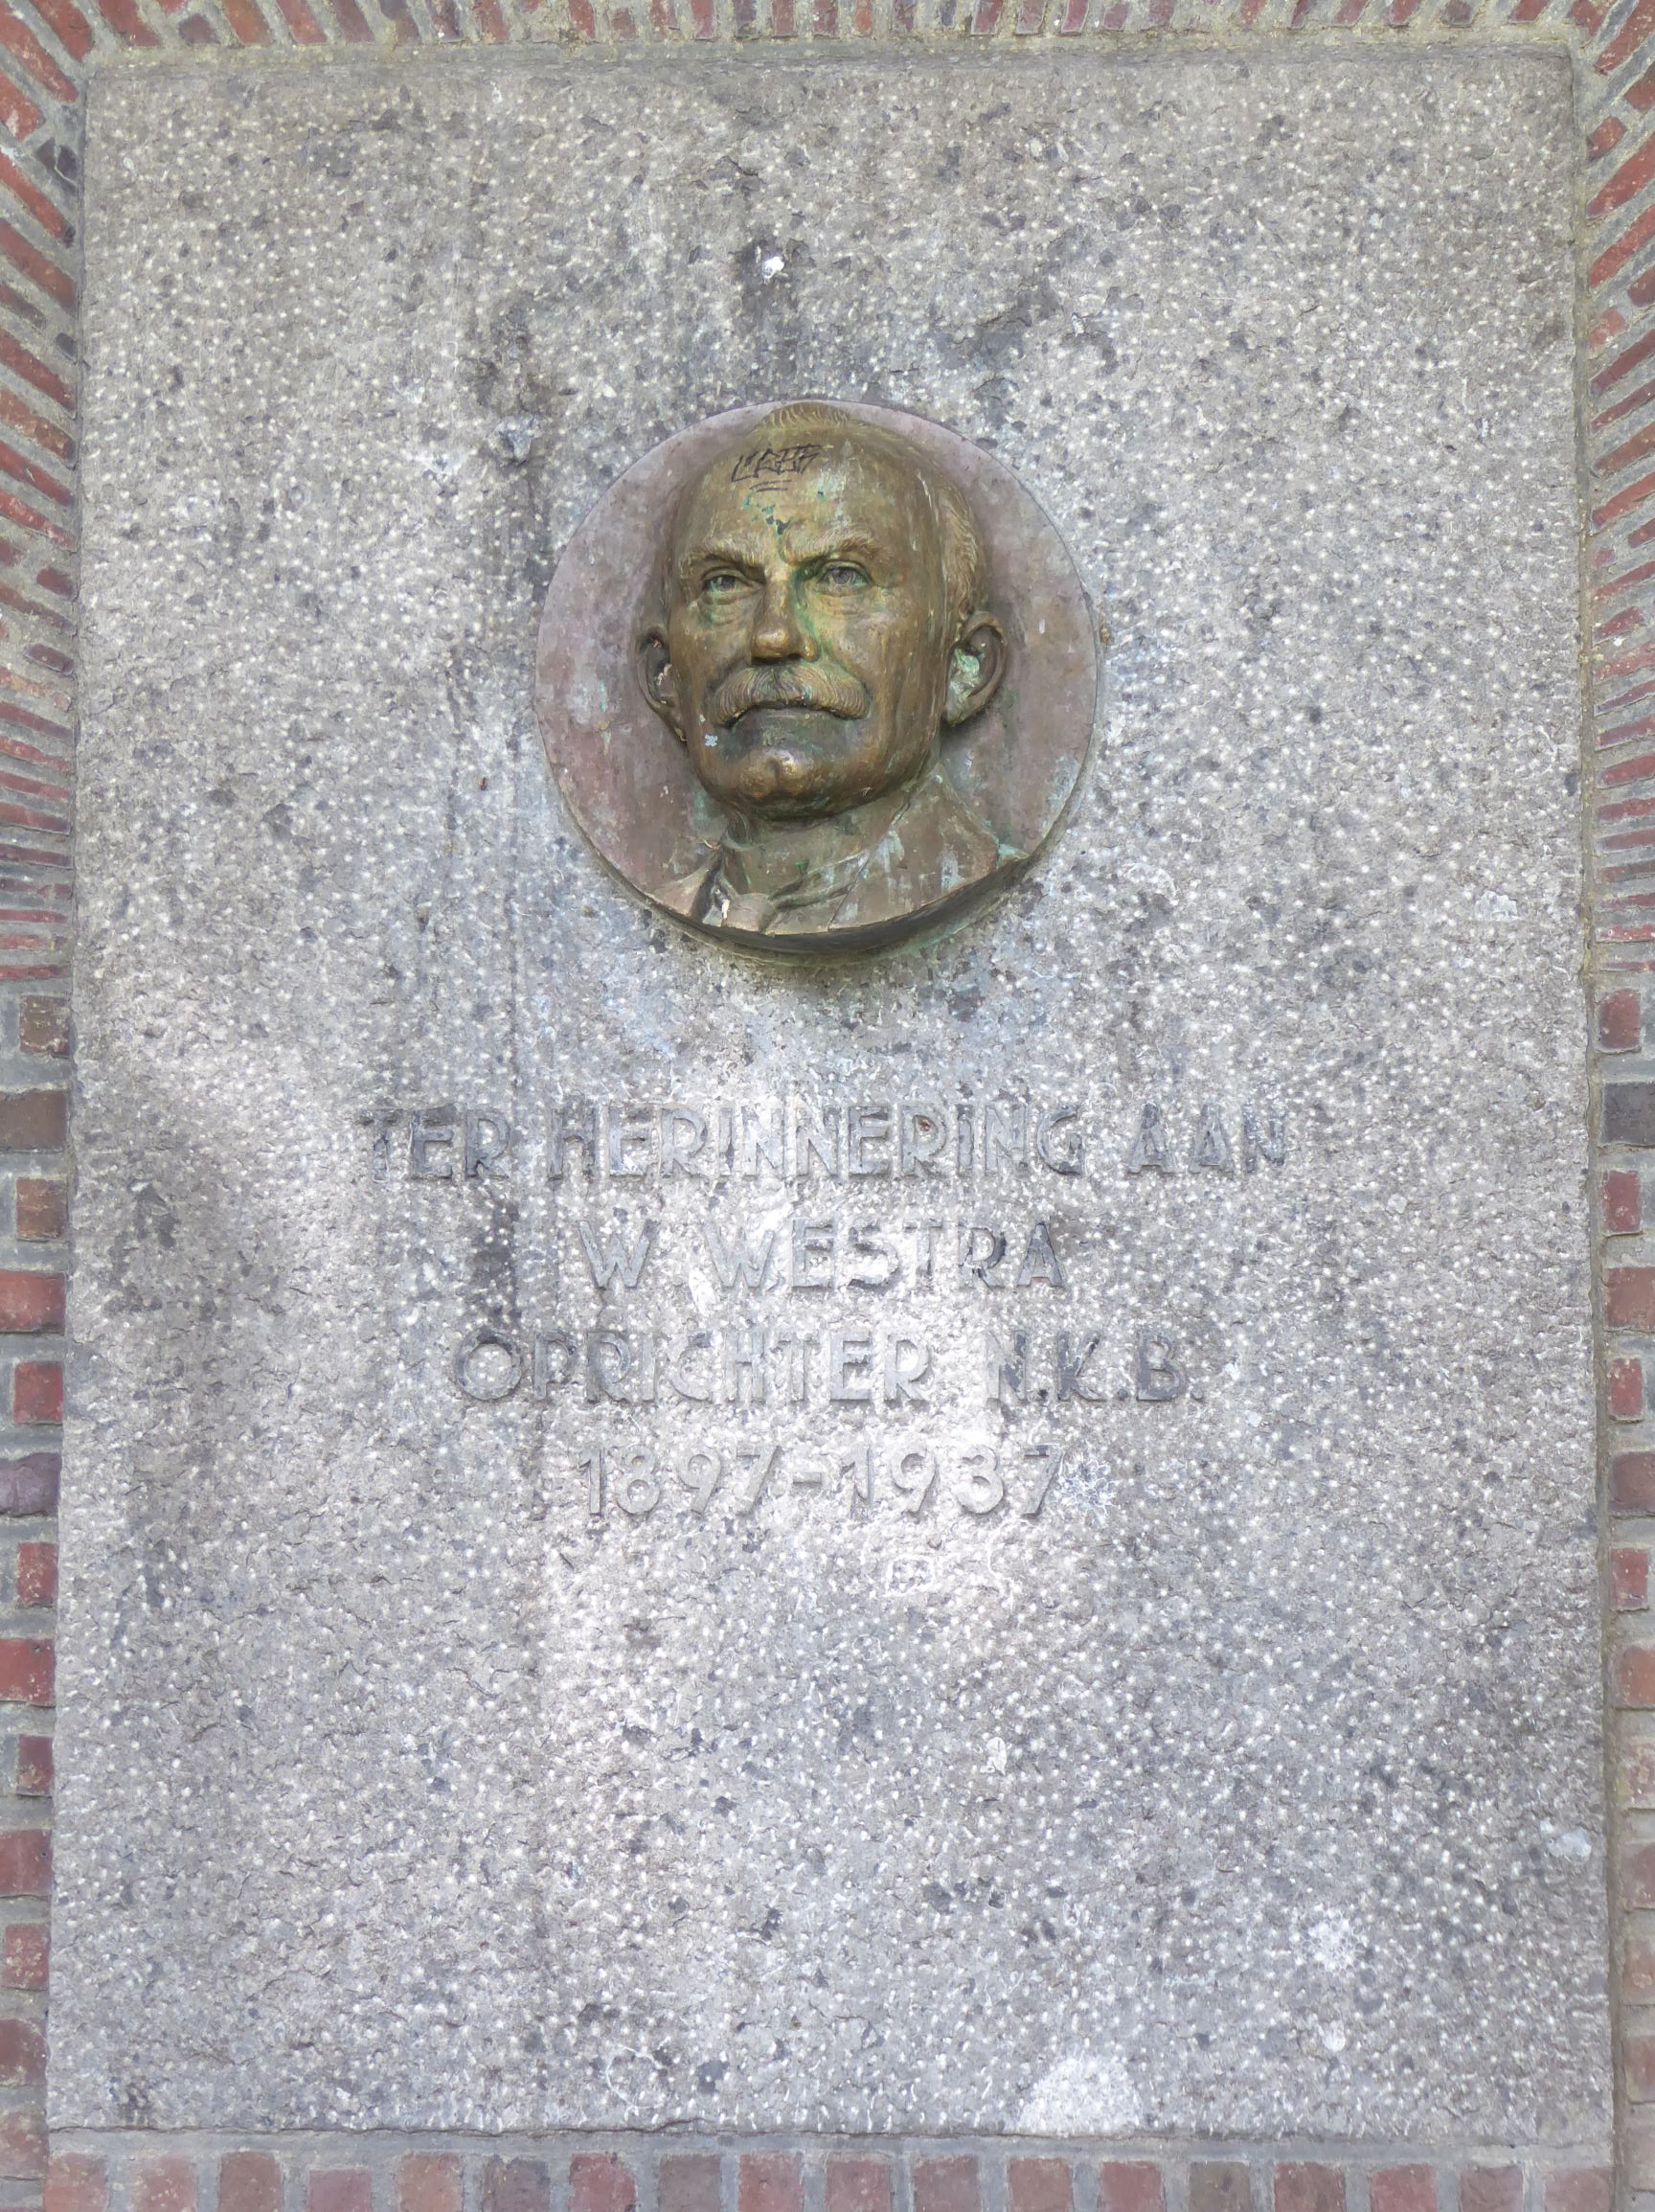 TER HERINNERING AAN
W. WESTRA
OPRICHTER N.K.B.
1897-1937